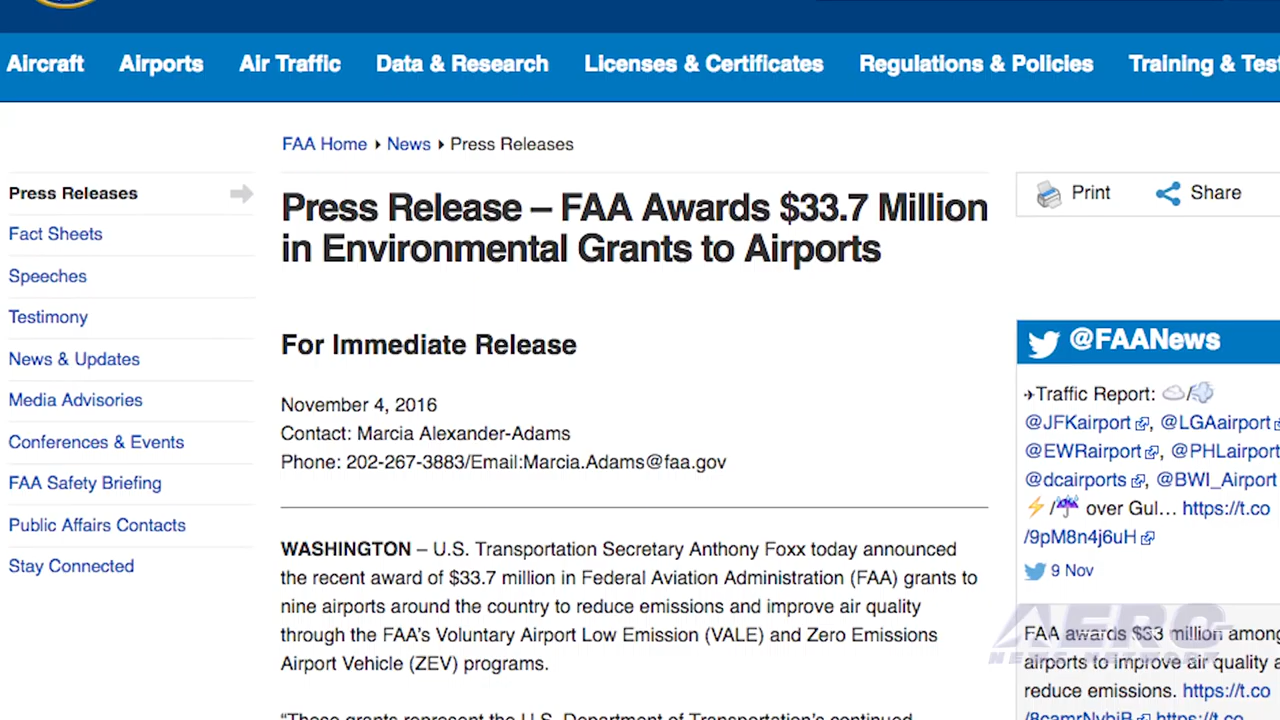 Aircraft Airports Air Traffic Data & Research Licenses & Certificates Regulations & Policies Training &
FAA Home News Press Releases
Press Releases
Fact Sheets
Speeches
Testimony
News & Updates
Media Advisories
Conferences & Events
FAA Safety Briefing
Public Affairs Contacts
Stay Connected
Press Release – FAA Awards $33.7 Million
in Environmental Grants to Airports
For Immediate Release
November 4, 2016
Contact: Marcia Alexander-Adams
Phone: 202-267-3883/Email:Marcia.Adams@faa.gov
WASHINGTON – U.S. Transportation Secretary Anthony Foxx today announced
the recent award of $33.7 million in Federal Aviation Administration (FAA) grants to
nine airports around the country to reduce emissions and improve air quality
through the FAA's Voluntary Airport Low Emission (VALE) and Zero Emissions
Airport Vehicle (ZEV) programs.
"These grants represent the U.S. Department of Transportation's continued
Print Share
@FAANews
✈Traffic Report: ☁/💨
@JFKairport, @LGAairport
@EWRairport, @PHLairport
@dcairports, @BWI_Airport
⚡/☔ over Gul… https://t.co
/9pM8n4j6uH
9 Nov
FAA awards $33 million among
airports to improve air quality a
reduce emissions. https://t.co
https://t.co
AERO
NEWS NETWORK